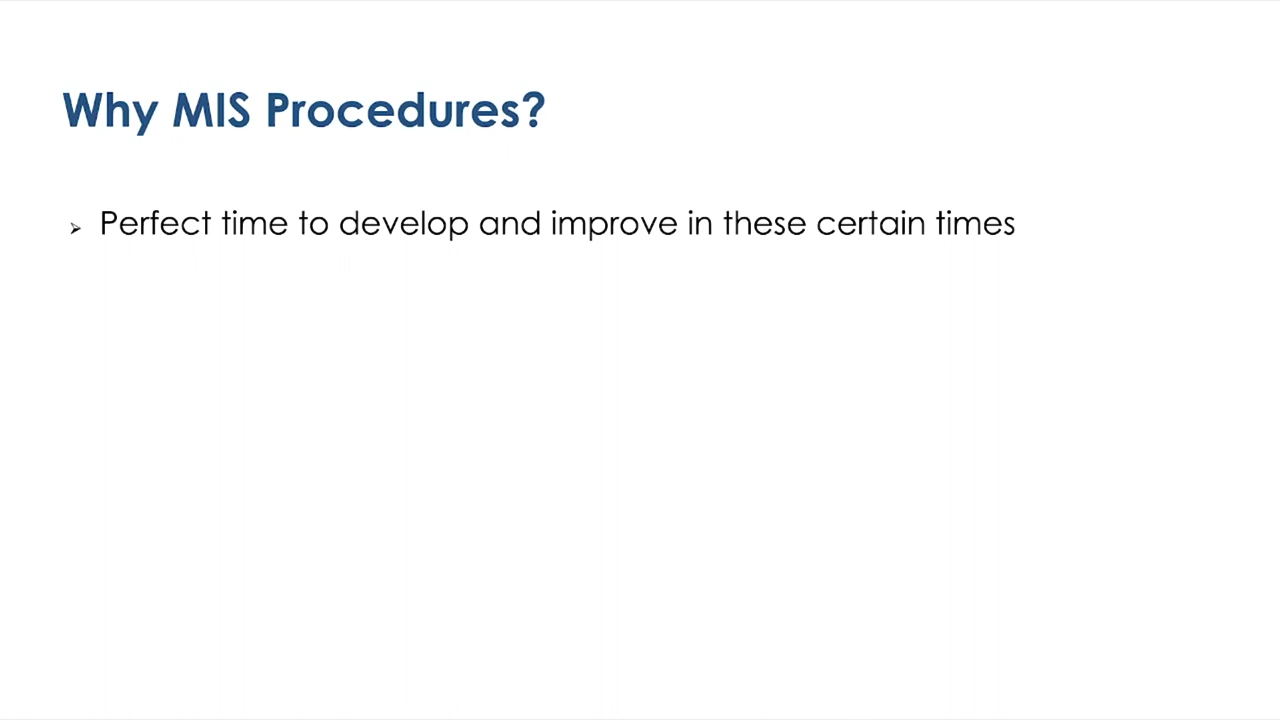 Why MIS Procedures?
➢ Perfect time to develop and improve in these certain times